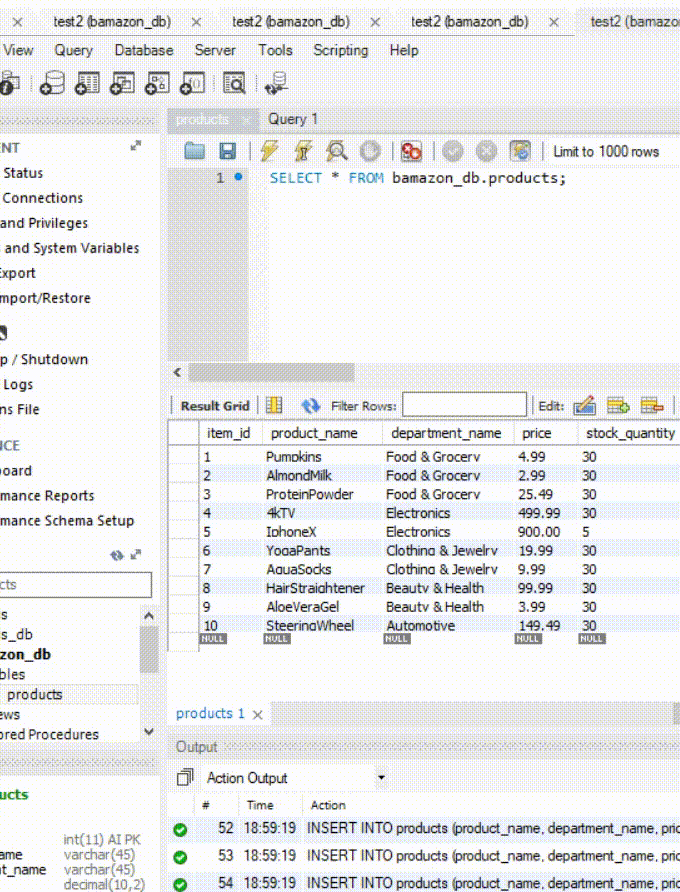 test2 (bamazon_db) × test2 (bamazon_db) × test2 (bamazon_db) × test2 (bamazo
View Query Database Server Tools Scripting Help
products × Query 1
Limit to 1000 rows
1 SELECT * FROM bamazon_db.products;
ENT
Status
Connections
and Privileges
s and System Variables
Export
mport/Restore
p / Shutdown
Logs
ns File
NCE
board
mance Reports
mance Schema Setup
cts
s
s_db
zon_db
bles
products
ews
ored Procedures
Result Grid Filter Rows: Edit:
item_id product_name department_name price stock_quantity
1 Pumpkins Food & Grocery 4.99 30
2 AlmondMilk Food & Grocery 2.99 30
3 ProteinPowder Food & Grocery 25.49 30
4 4kTV Electronics 499.99 30
5 IphoneX Electronics 900.00 5
6 YogaPants Clothing & Jewelry 19.99 30
7 AquaSocks Clothing & Jewelry 9.99 30
8 HairStraightener Beauty & Health 99.99 30
9 AloeVeraGel Beauty & Health 3.99 30
10 SteeringWheel Automotive 149.49 30
NULL NULL NULL NULL NULL
products 1 ×
Output
Action Output
# Time Action
52 18:59:19 INSERT INTO products (product_name, department_name, pric
53 18:59:19 INSERT INTO products (product_name, department_name, pric
54 18:59:19 INSERT INTO products (product_name, department_name, pric
ucts
int(11) AI PK
ame varchar(45)
t_name varchar(45)
decimal(10,2)